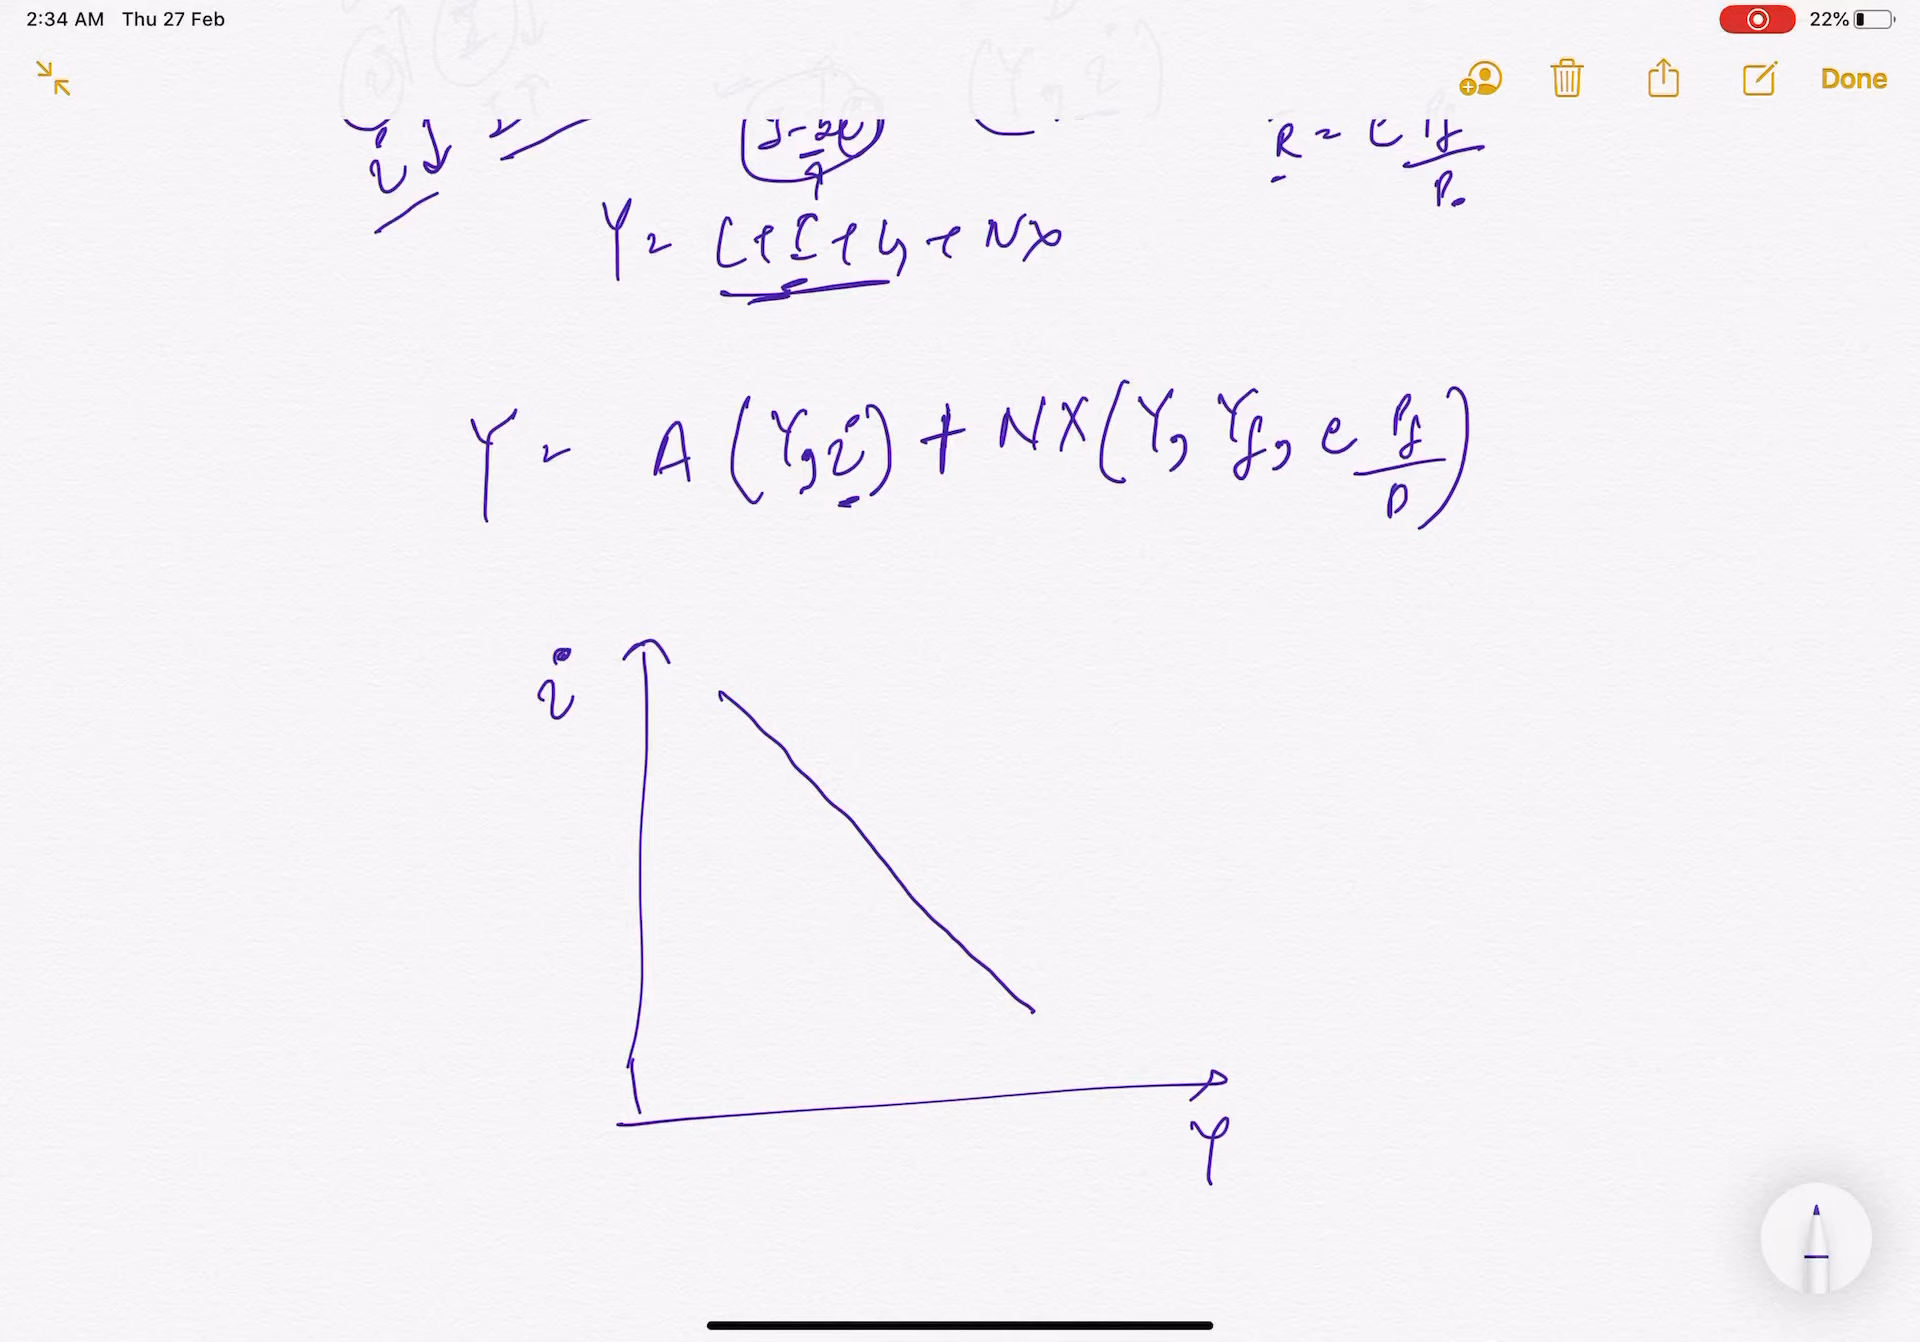 2:34 AM Thu 27 Feb
22%
Done
i ↓
R = e Pf / P
Y = C + I + G + NX
Y = A (Y, i) + NX (Y, Yf, e Pf / P)
i
Y